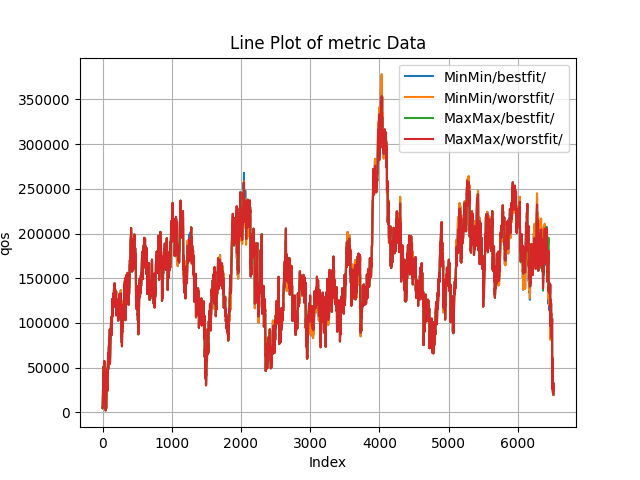 Line Plot of metric Data
MinMin/bestfit/
MinMin/worstfit/
MaxMax/bestfit/
MaxMax/worstfit/
350000
300000
250000
200000
150000
100000
50000
0
qos
0 1000 2000 3000 4000 5000 6000
Index